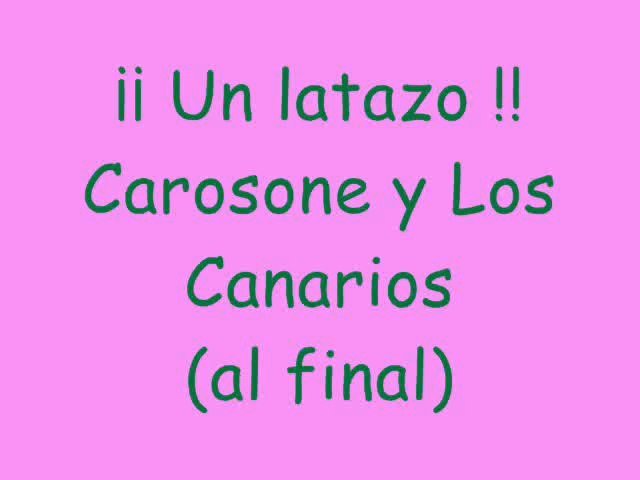 ¡¡ Un latazo !!
Carosone y Los
Canarios
(al final)